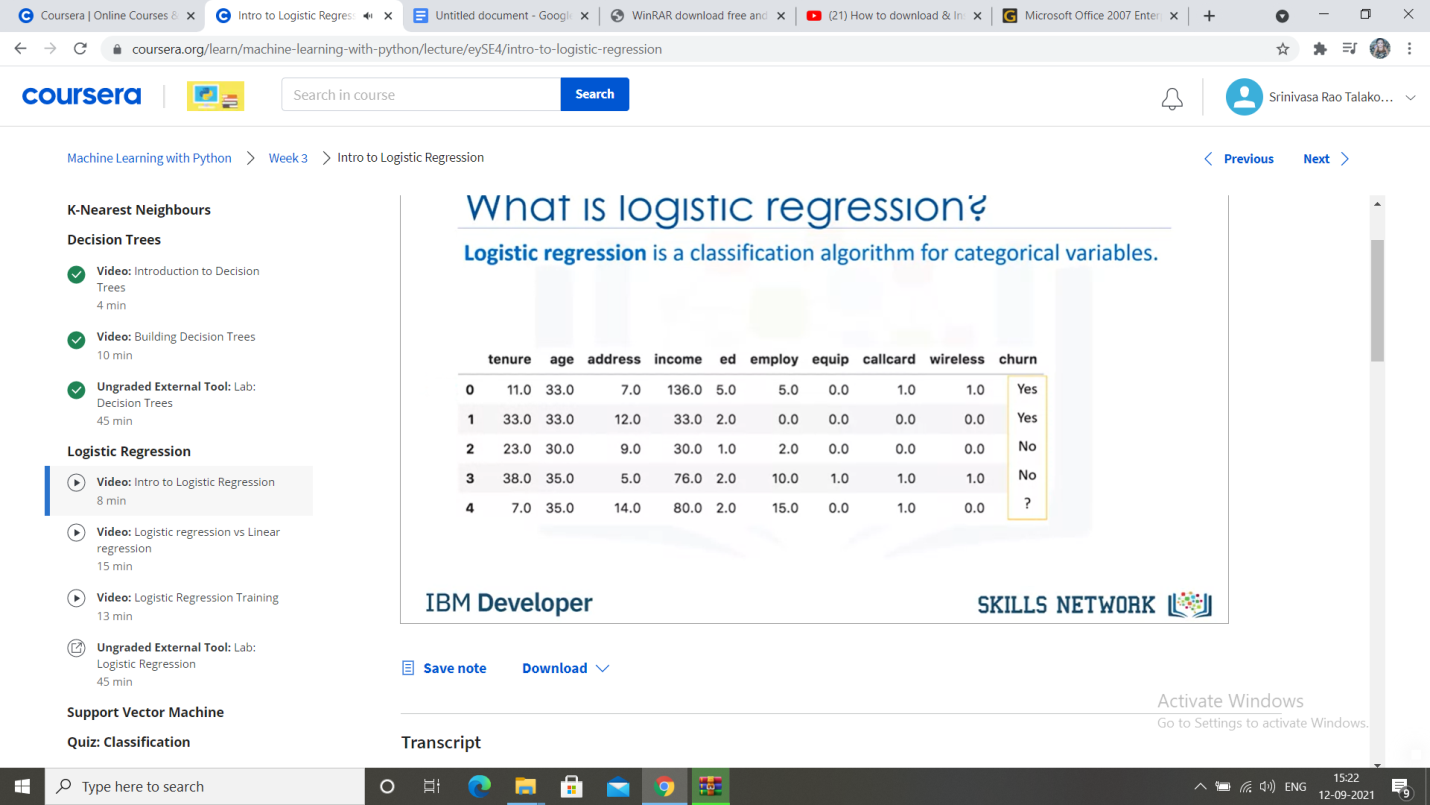 Coursera | Online Courses &
Intro to Logistic Regress
Untitled document - Google
WinRAR download free and
(21) How to download & In
Microsoft Office 2007 Enter
coursera.org/learn/machine-learning-with-python/lecture/eySE4/intro-to-logistic-regression
coursera
Search in course
Search
Srinivasa Rao Talako...
Machine Learning with Python
Week 3
Intro to Logistic Regression
Previous
Next
K-Nearest Neighbours
Decision Trees
Video: Introduction to Decision
Trees
4 min
Video: Building Decision Trees
10 min
Ungraded External Tool: Lab:
Decision Trees
45 min
Logistic Regression
Video: Intro to Logistic Regression
8 min
Video: Logistic regression vs Linear
regression
15 min
Video: Logistic Regression Training
13 min
Ungraded External Tool: Lab:
Logistic Regression
45 min
Support Vector Machine
Quiz: Classification
What is logistic regression?
Logistic regression is a classification algorithm for categorical variables.
tenure age address income ed employ equip callcard wireless churn
0 11.0 33.0 7.0 136.0 5.0 5.0 0.0 1.0 1.0 Yes
1 33.0 33.0 12.0 33.0 2.0 0.0 0.0 0.0 0.0 Yes
2 23.0 30.0 9.0 30.0 1.0 2.0 0.0 0.0 0.0 No
3 38.0 35.0 5.0 76.0 2.0 10.0 1.0 1.0 1.0 No
4 7.0 35.0 14.0 80.0 2.0 15.0 0.0 1.0 0.0 ?
IBM Developer
SKILLS NETWORK
Save note
Download
Transcript
Activate Windows
Go to Settings to activate Windows.
Type here to search
ENG
15:22
12-09-2021
9